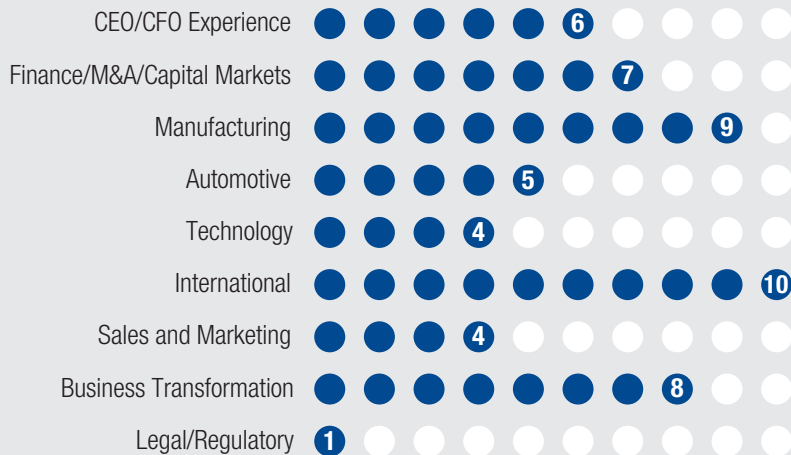 CEO/CFO Experience 6
Finance/M&A/Capital Markets 7
Manufacturing 9
Automotive 5
Technology 4
International 10
Sales and Marketing 4
Business Transformation 8
Legal/Regulatory 1